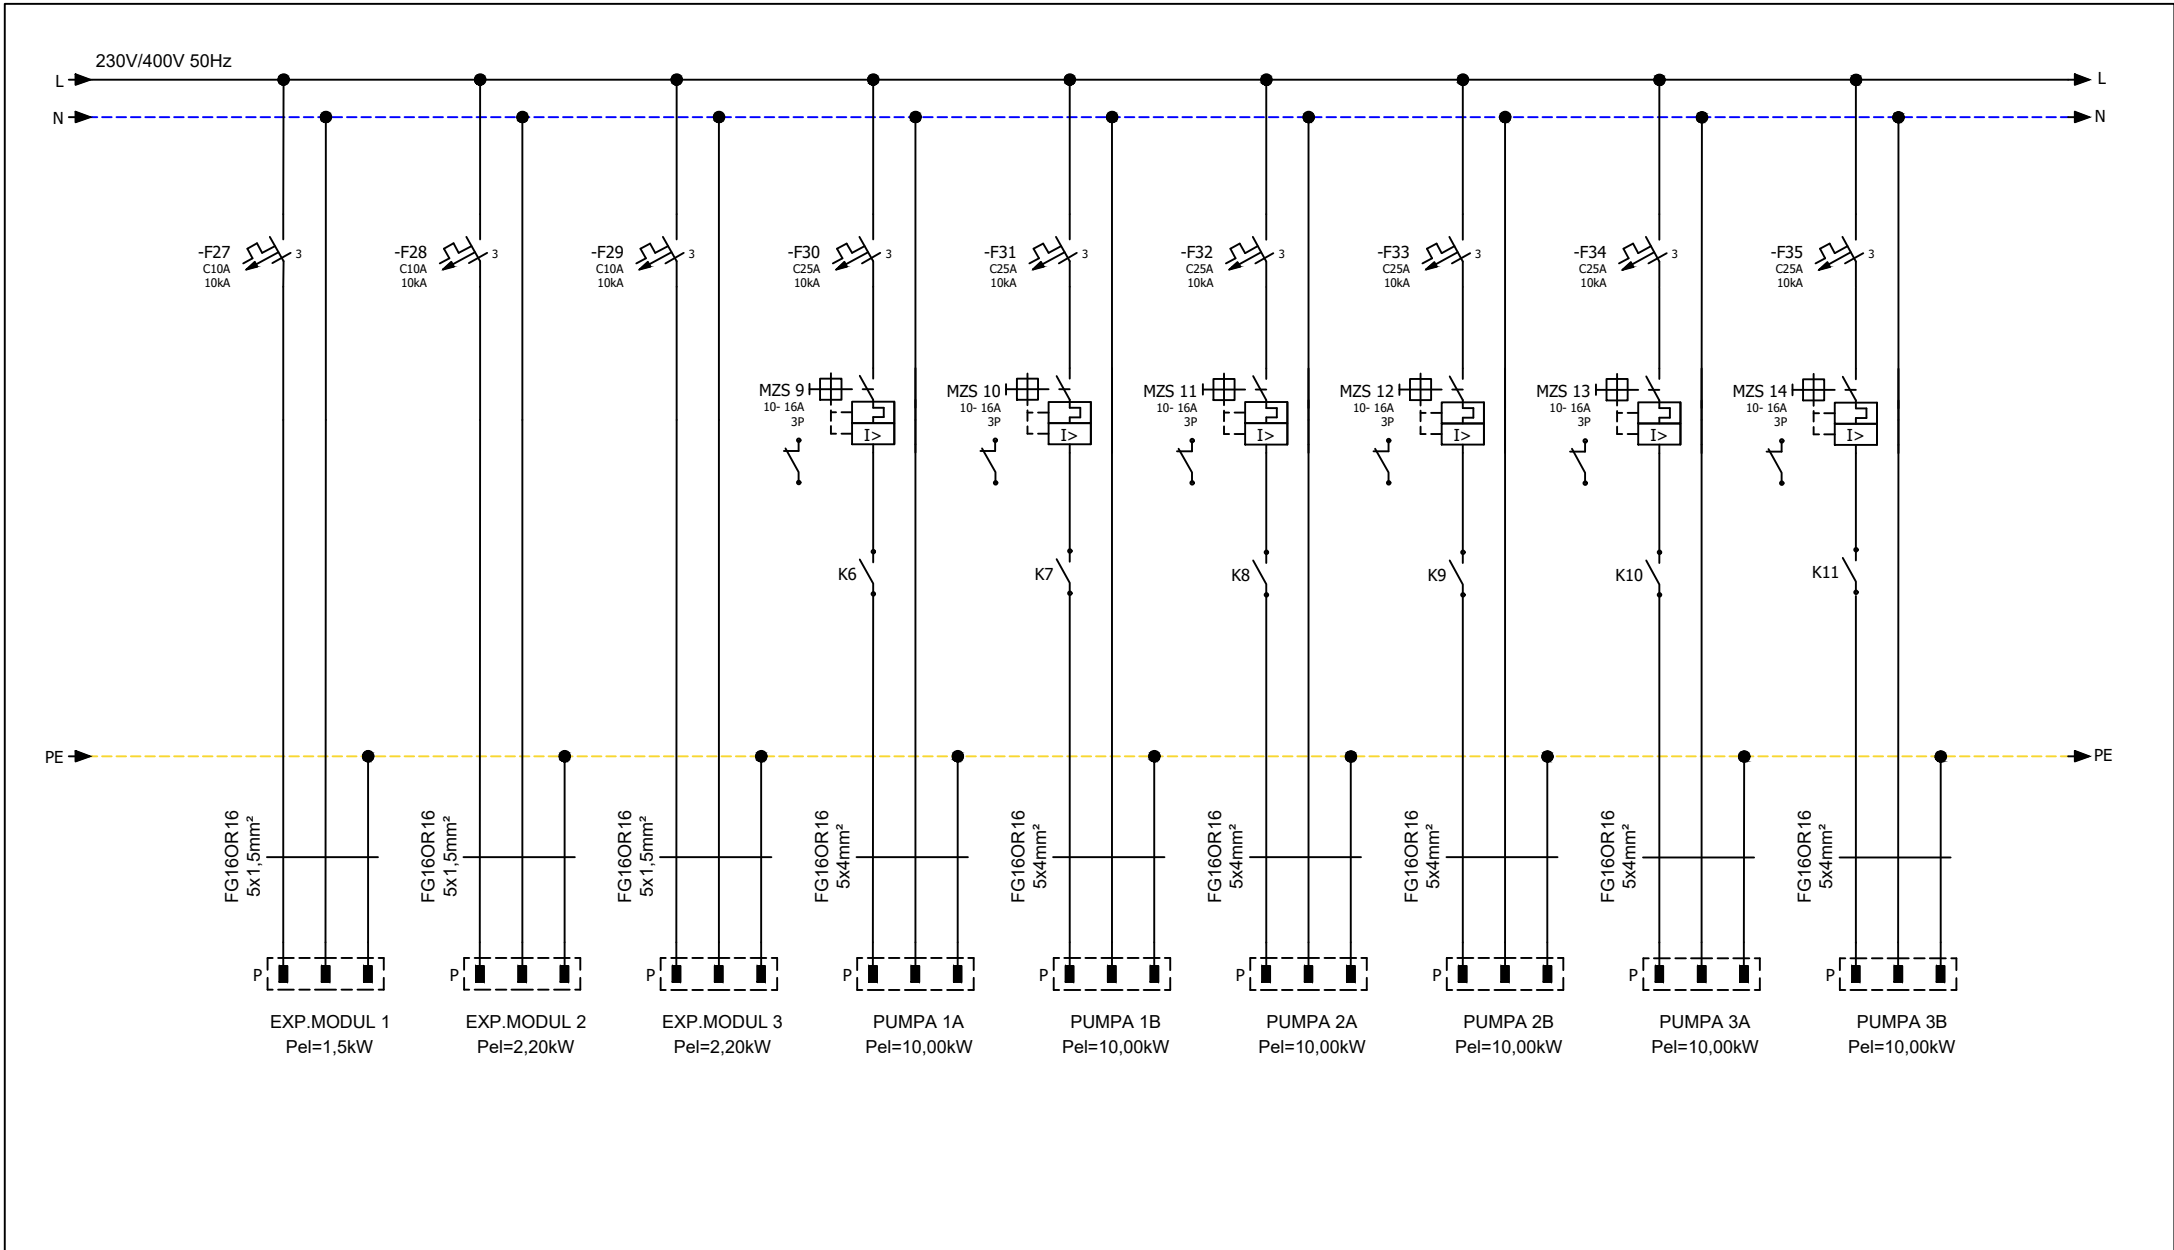 230V/400V 50Hz
L
L
N
N
-F27
C10A
10kA
3
-F28
C10A
10kA
3
-F29
C10A
10kA
3
-F30
C25A
10kA
3
-F31
C25A
10kA
3
-F32
C25A
10kA
3
-F33
C25A
10kA
3
-F34
C25A
10kA
3
-F35
C25A
10kA
3
MZS 9
10- 16A
3P
I>
MZS 10
10- 16A
3P
I>
MZS 11
10- 16A
3P
I>
MZS 12
10- 16A
3P
I>
MZS 13
10- 16A
3P
I>
MZS 14
10- 16A
3P
I>
K6
K7
K8
K9
K10
K11
PE
PE
FG16OR16
5x1,5mm²
FG16OR16
5x1,5mm²
FG16OR16
5x1,5mm²
FG16OR16
5x4mm²
FG16OR16
5x4mm²
FG16OR16
5x4mm²
FG16OR16
5x4mm²
FG16OR16
5x4mm²
FG16OR16
5x4mm²
P
P
P
P
P
P
P
P
P
EXP.MODUL 1
Pel=1,5kW
EXP.MODUL 2
Pel=2,20kW
EXP.MODUL 3
Pel=2,20kW
PUMPA 1A
Pel=10,00kW
PUMPA 1B
Pel=10,00kW
PUMPA 2A
Pel=10,00kW
PUMPA 2B
Pel=10,00kW
PUMPA 3A
Pel=10,00kW
PUMPA 3B
Pel=10,00kW